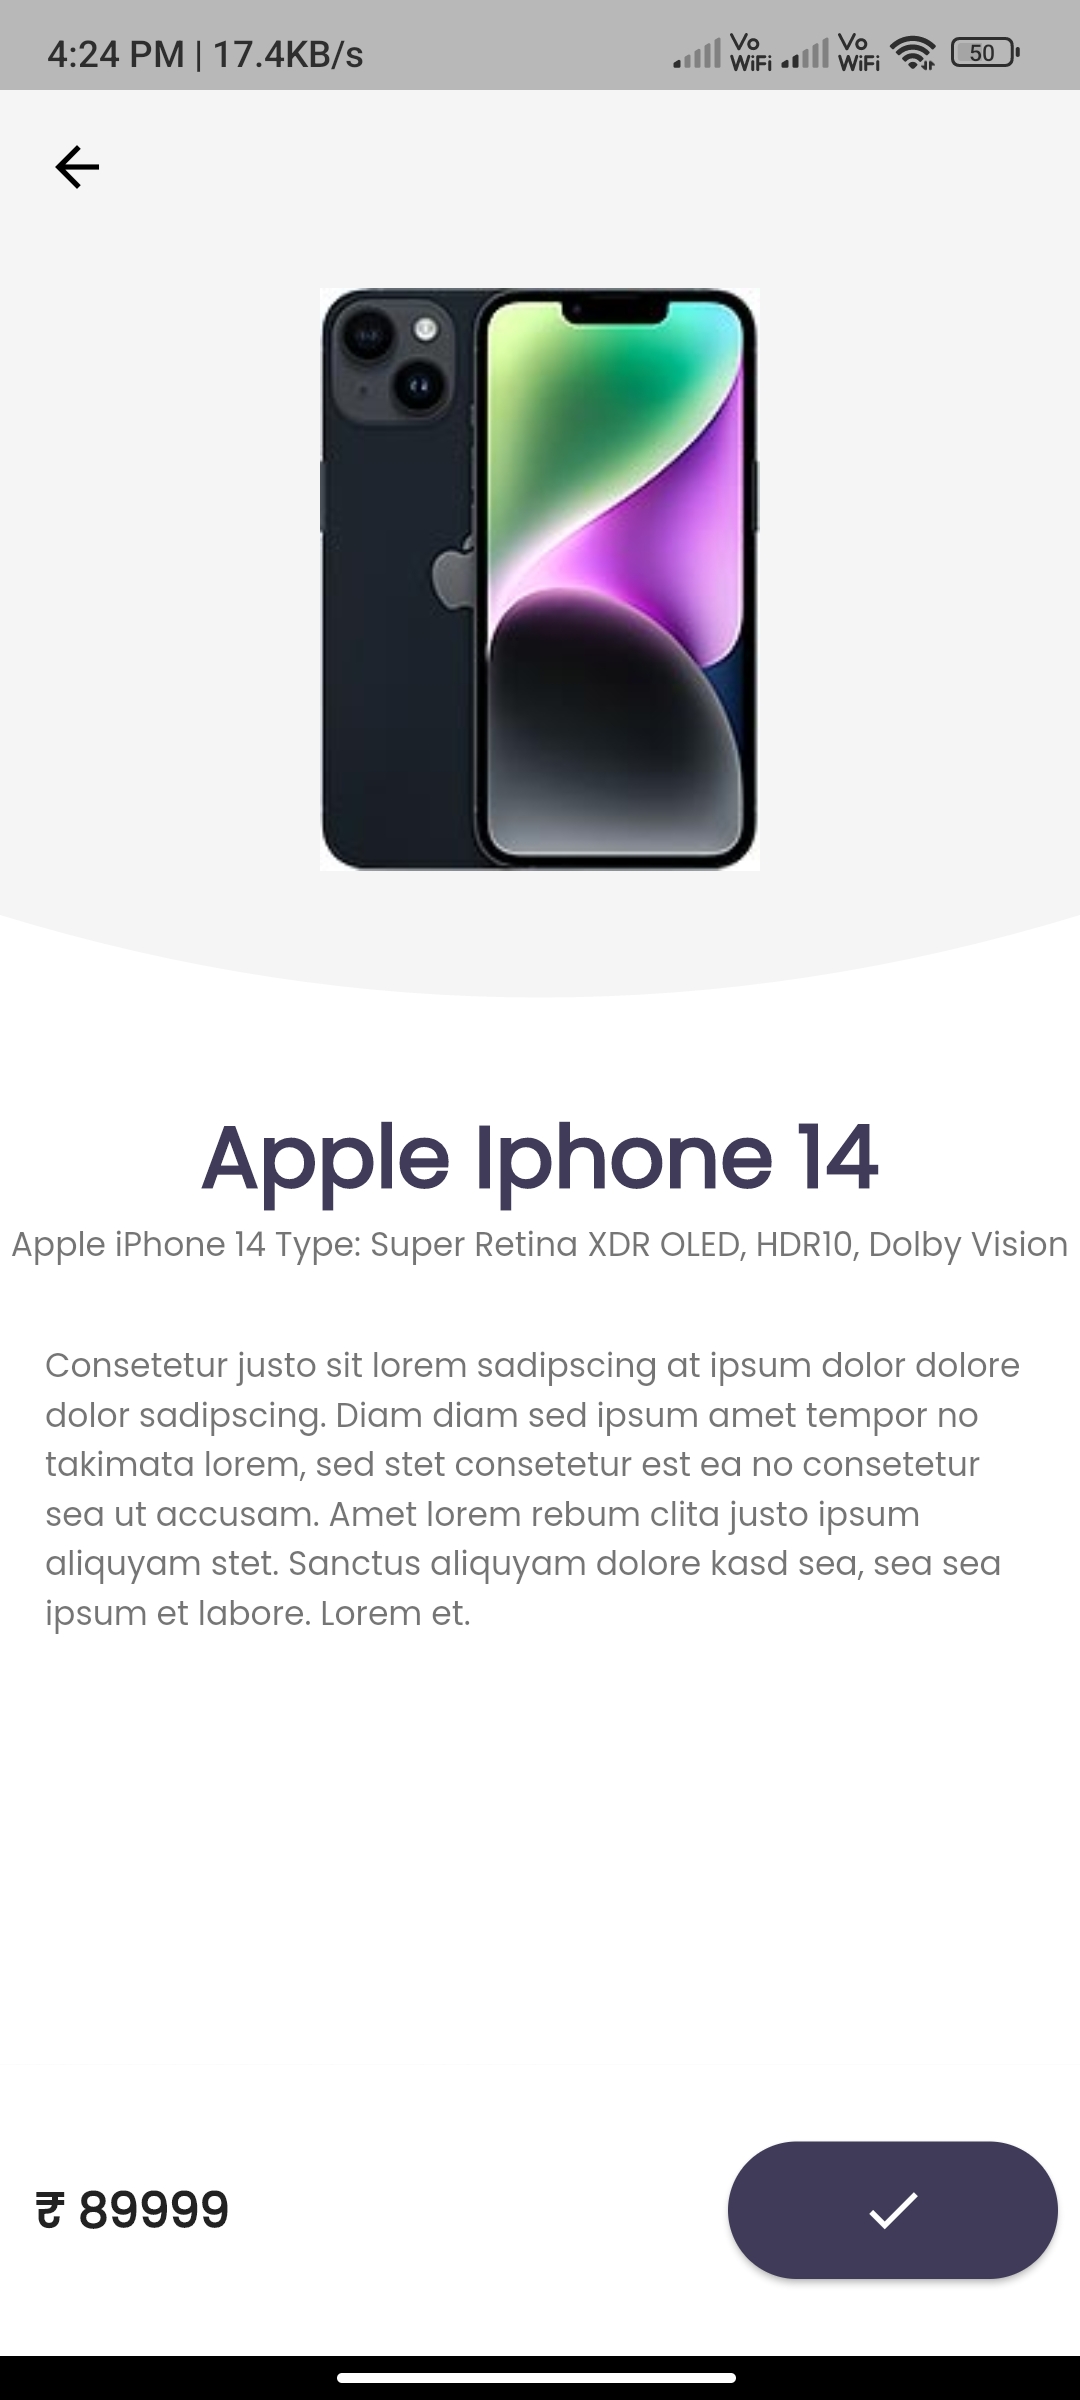 4:24 PM | 17.4KB/s
Vo WiFi Vo WiFi 50
Apple Iphone 14
Apple iPhone 14 Type: Super Retina XDR OLED, HDR10, Dolby Vision
Consetetur justo sit lorem sadipscing at ipsum dolor dolore
dolor sadipscing. Diam diam sed ipsum amet tempor no
takimata lorem, sed stet consetetur est ea no consetetur
sea ut accusam. Amet lorem rebum clita justo ipsum
aliquyam stet. Sanctus aliquyam dolore kasd sea, sea sea
ipsum et labore. Lorem et.
₹ 89999